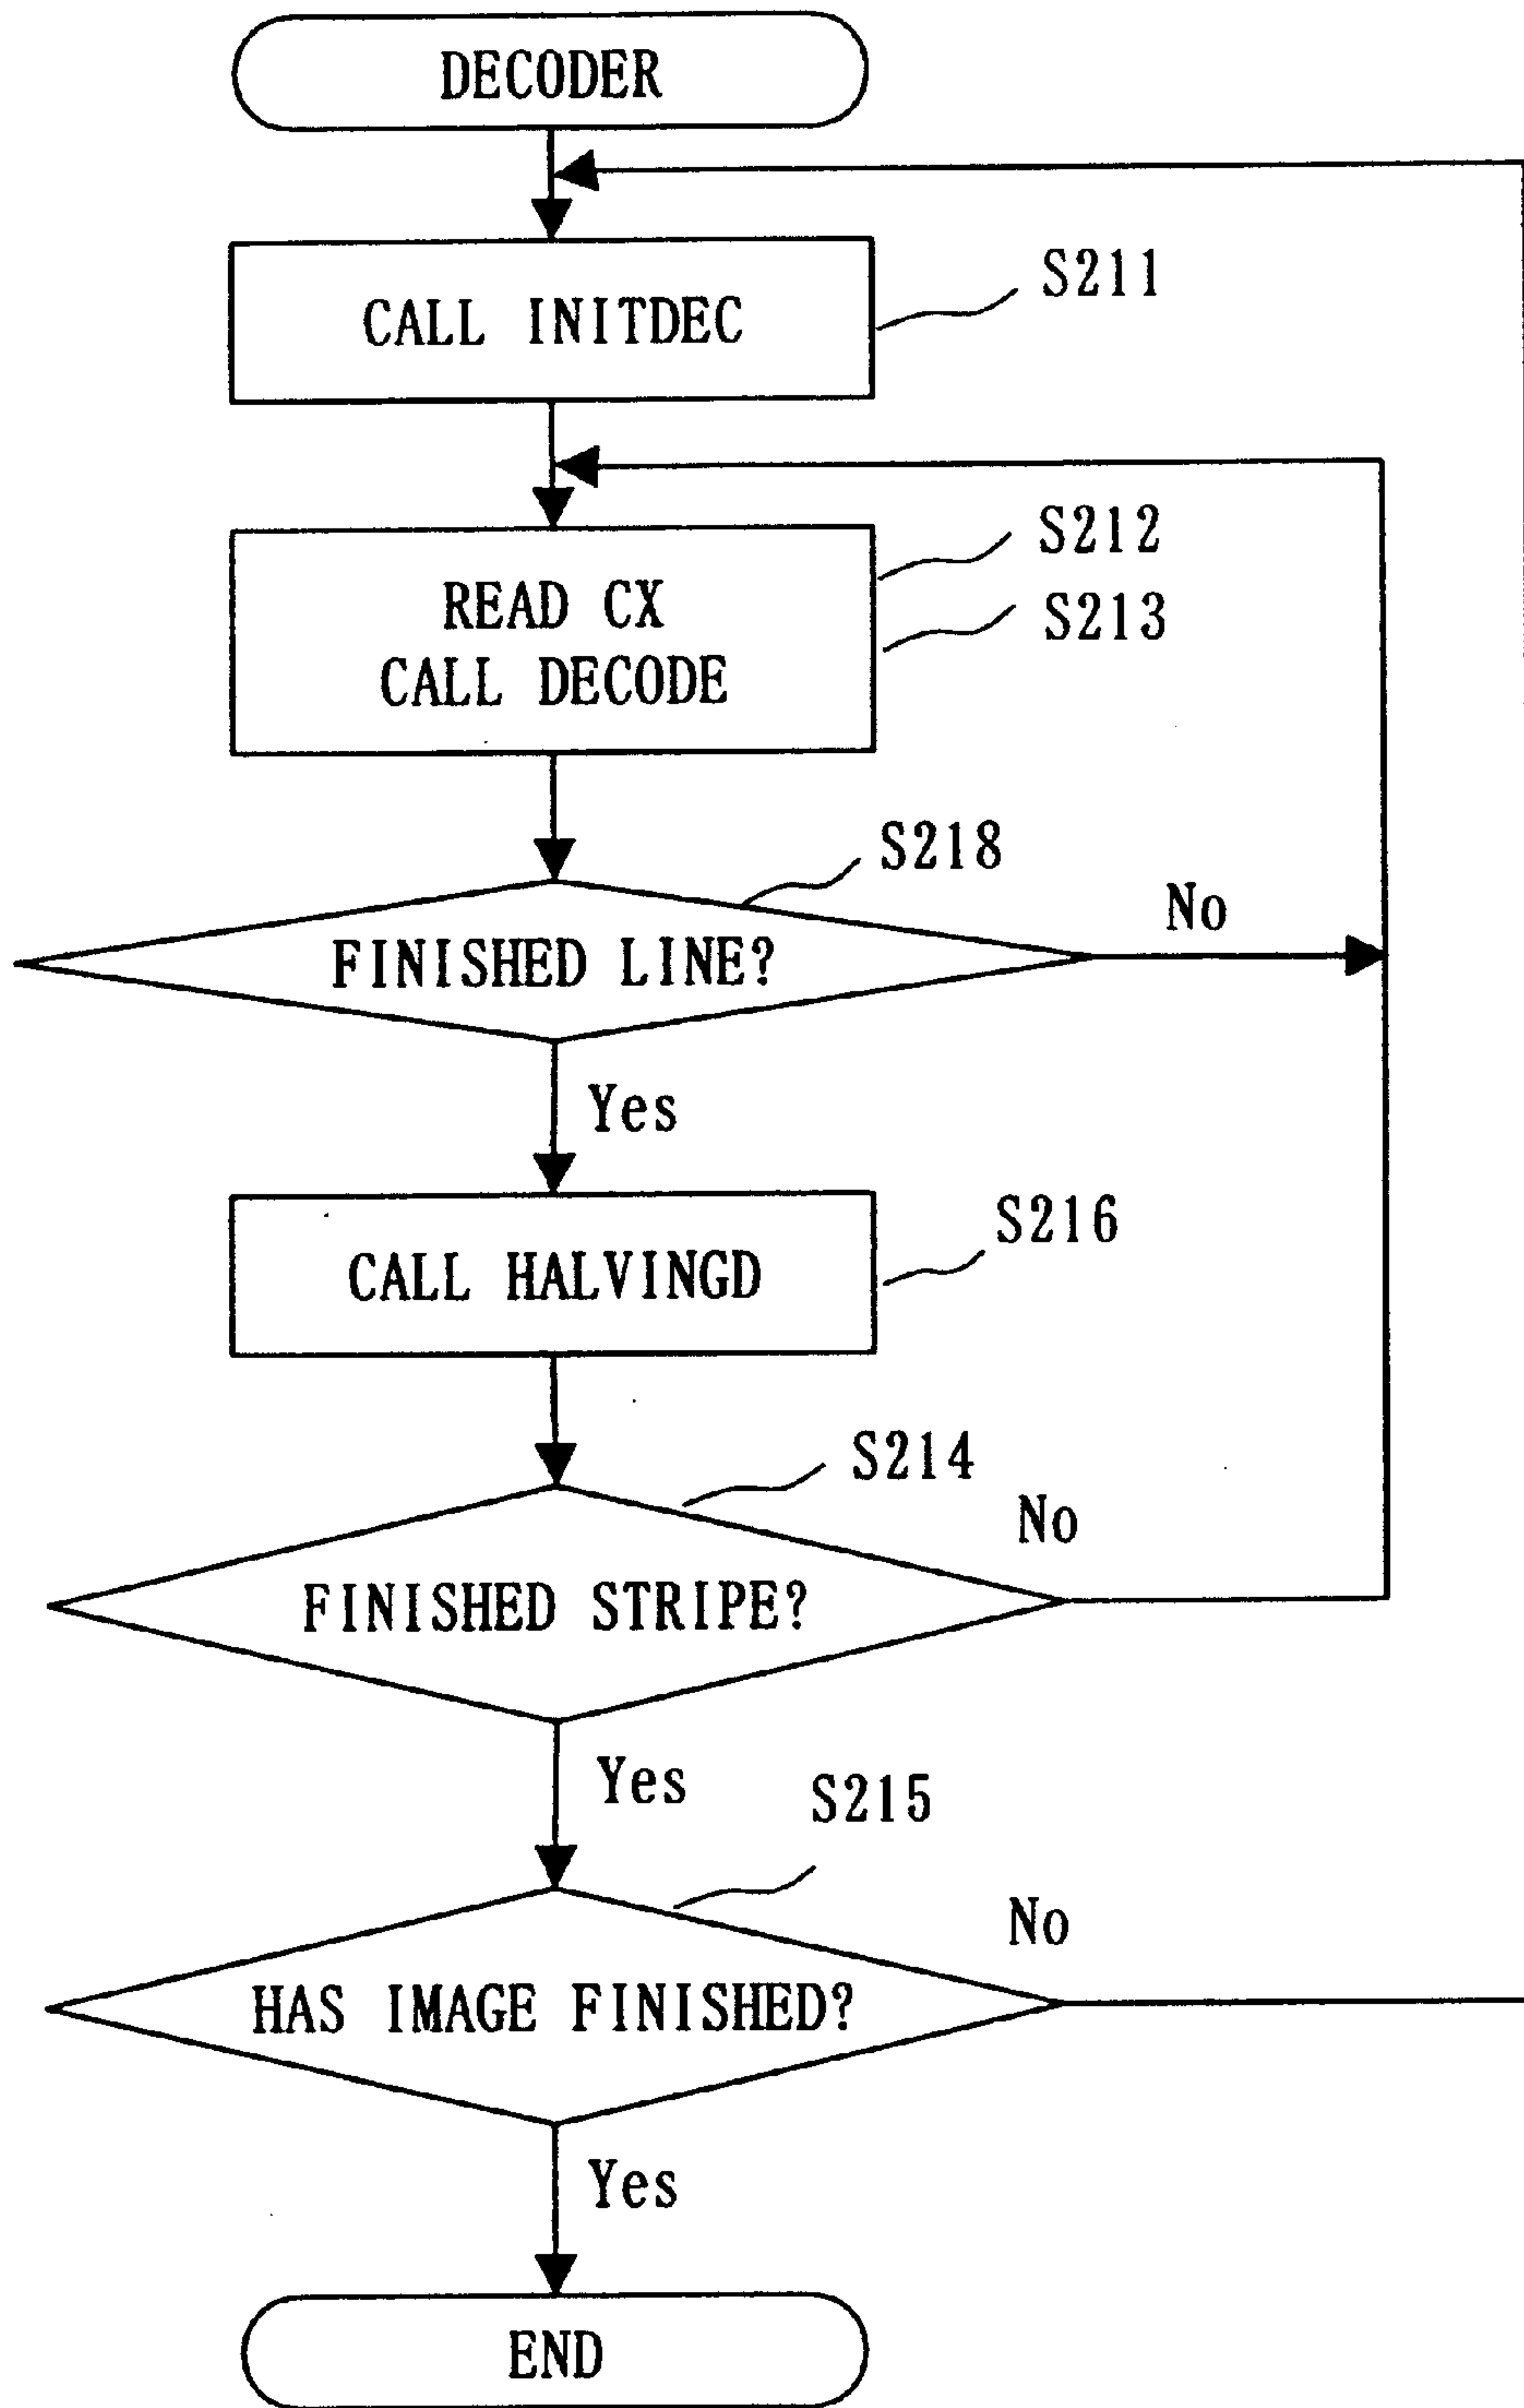 DECODER
CALL INITDEC
S211
READ CX
S212
CALL DECODE
S213
S218
FINISHED LINE?
No
Yes
CALL HALVINGD
S216
S214
FINISHED STRIPE?
No
Yes
S215
HAS IMAGE FINISHED?
No
Yes
END